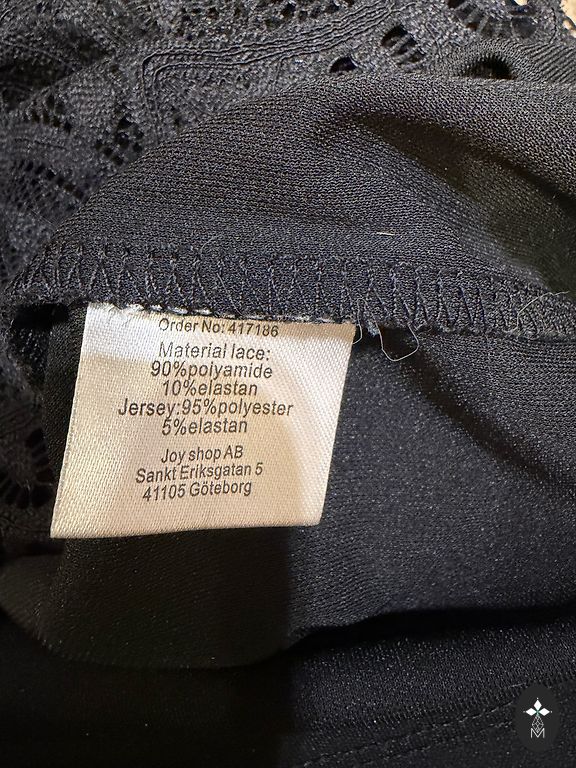 Order No: 417186
Material lace:
90%polyamide
10%elastan
Jersey:95%polyester
5%elastan
Joy shop AB
Sankt Eriksgatan 5
41105 Göteborg
M